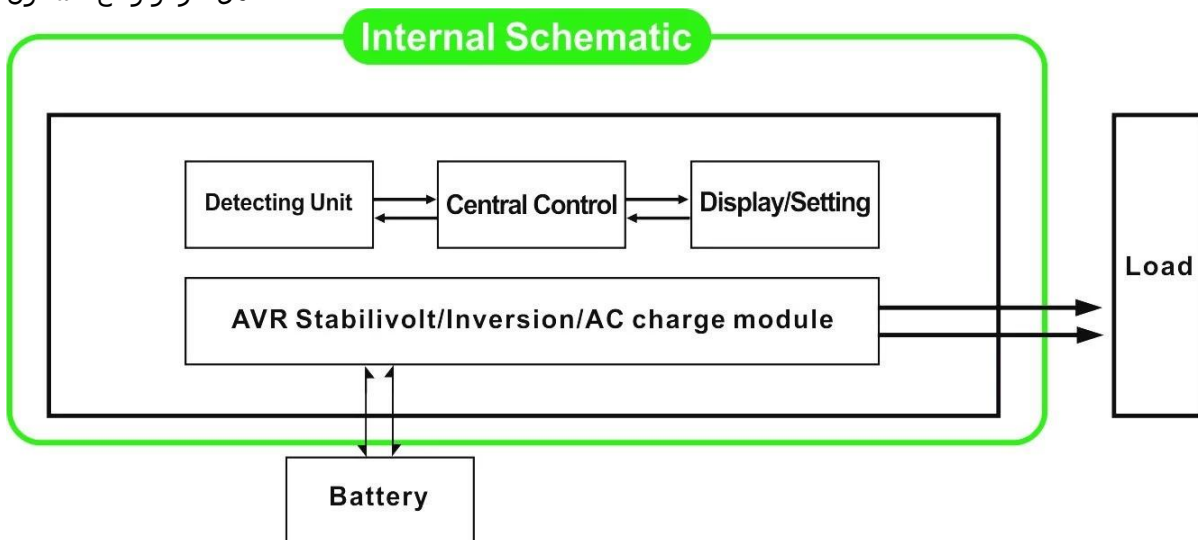 Internal Schematic
Detecting Unit
Central Control
Display/Setting
Load
AVR Stabilivolt/Inversion/AC charge module
Battery